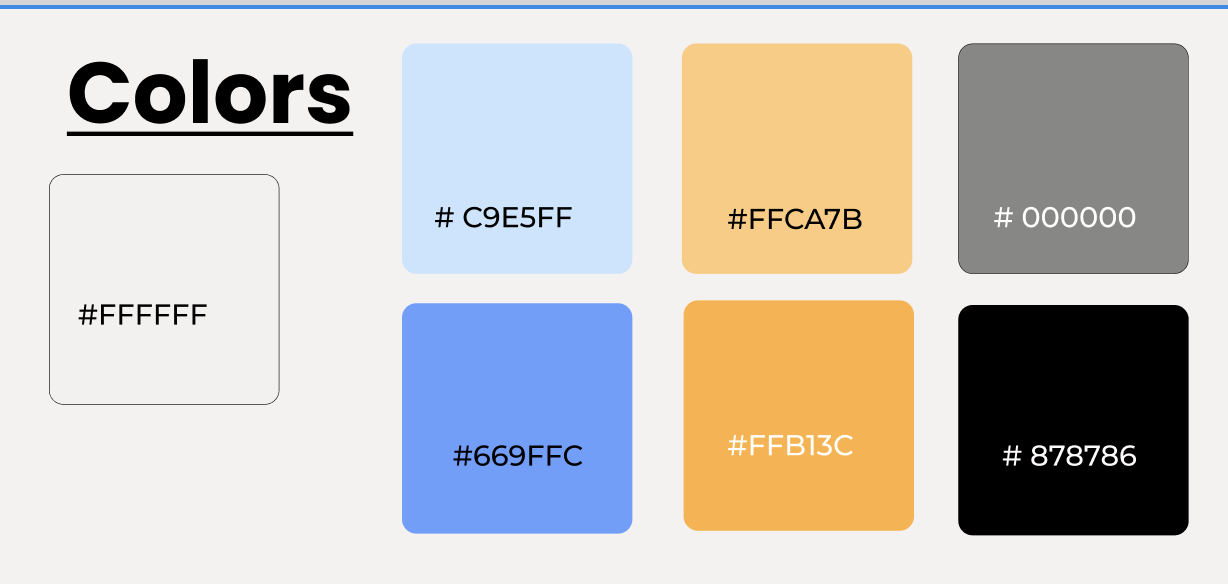 Colors
#FFFFFF
# C9E5FF
#FFCA7B
# 000000
#669FFC
#FFB13C
# 878786